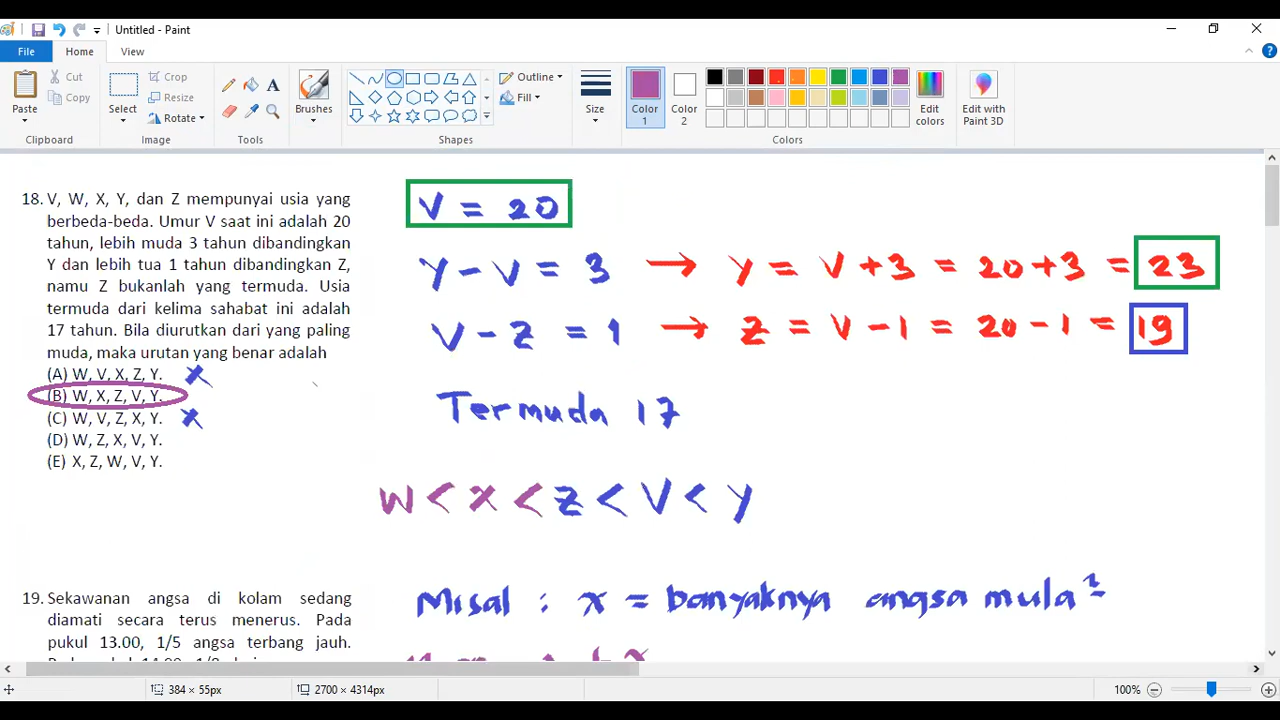 Untitled - Paint
File
Home
View
Paste
Cut
Copy
Clipboard
Select
Crop
Resize
Rotate
Image
Tools
Brushes
Outline
Fill
Shapes
Size
Color 1
Color 2
Edit colors
Colors
Edit with Paint 3D
18. V, W, X, Y, dan Z mempunyai usia yang
berbeda-beda. Umur V saat ini adalah 20
tahun, lebih muda 3 tahun dibandingkan
Y dan lebih tua 1 tahun dibandingkan Z,
namu Z bukanlah yang termuda. Usia
termuda dari kelima sahabat ini adalah
17 tahun. Bila diurutkan dari yang paling
muda, maka urutan yang benar adalah
(A) W, V, X, Z, Y. X
(B) W, X, Z, V, Y.
(C) W, V, Z, X, Y. X
(D) W, Z, X, V, Y.
(E) X, Z, W, V, Y.
V = 20
Y - V = 3 → Y = V + 3 = 20 + 3 = 23
V - Z = 1 → Z = V - 1 = 20 - 1 = 19
Termuda 17
W < X < Z < V < Y
19. Sekawanan angsa di kolam sedang
diamati secara terus menerus. Pada
pukul 13.00, 1/5 angsa terbang jauh.
Misal : x = banyaknya angsa mula²
384 × 55px
2700 × 4314px
100%